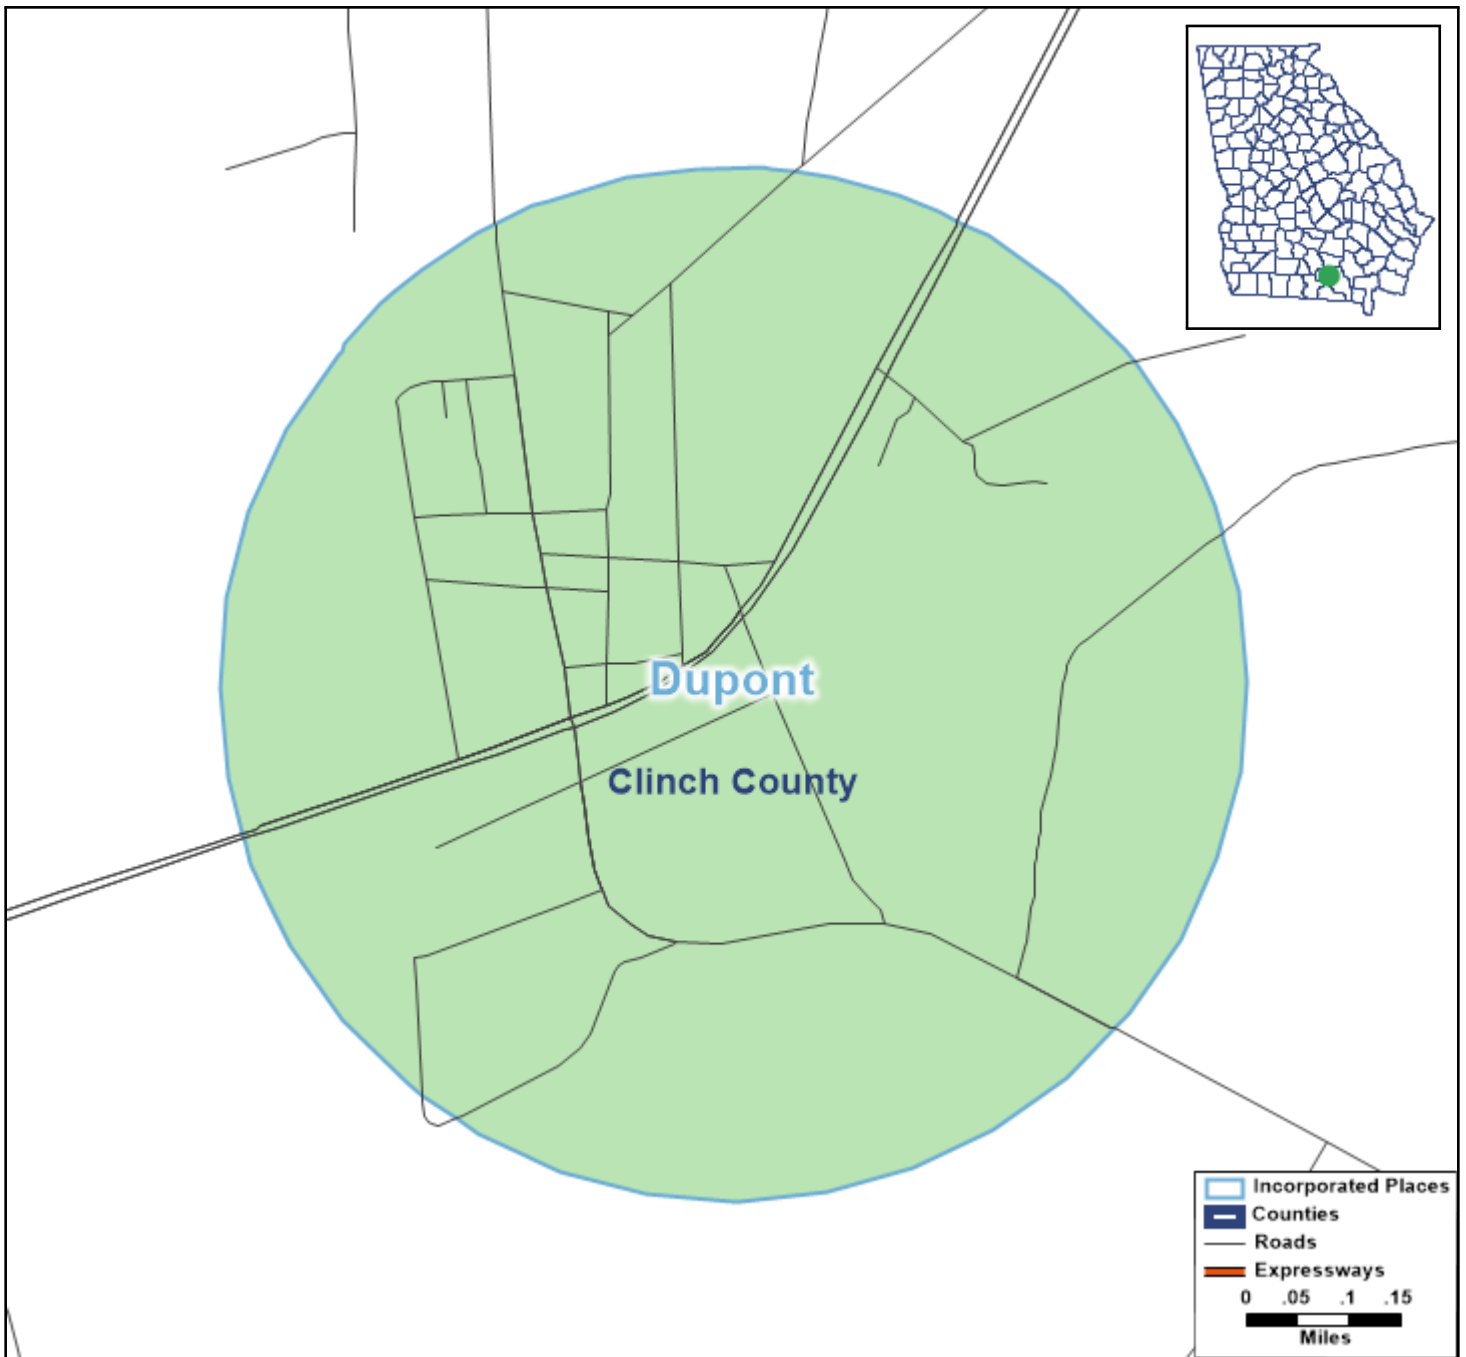 Dupont
Clinch County
Incorporated Places
Counties
Roads
Expressways
0 .05 .1 .15
Miles